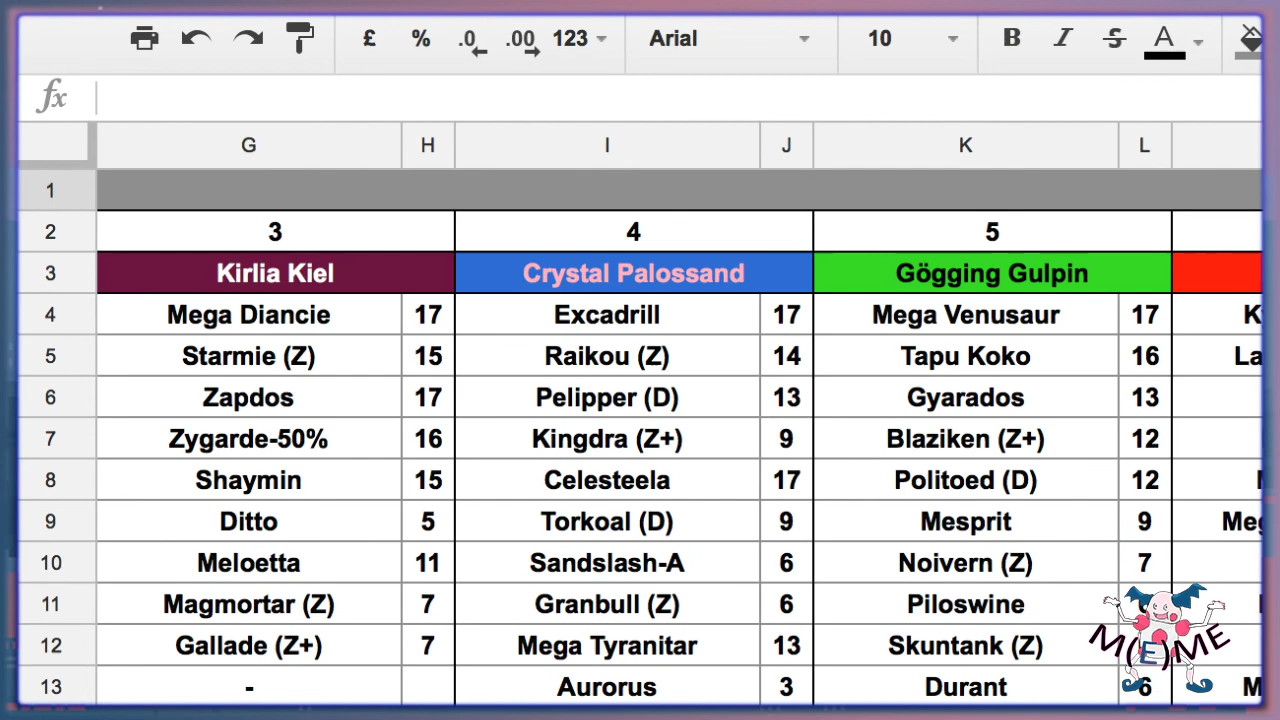 £ % .0 .00 123 Arial 10 B I S A
fx
G H I J K L
1
2 3 4 5
3 Kirlia Kiel Crystal Palossand Gögging Gulpin
4 Mega Diancie 17 Excadrill 17 Mega Venusaur 17
5 Starmie (Z) 15 Raikou (Z) 14 Tapu Koko 16
6 Zapdos 17 Pelipper (D) 13 Gyarados 13
7 Zygarde-50% 16 Kingdra (Z+) 9 Blaziken (Z+) 12
8 Shaymin 15 Celesteela 17 Politoed (D) 12
9 Ditto 5 Torkoal (D) 9 Mesprit 9
10 Meloetta 11 Sandslash-A 6 Noivern (Z) 7
11 Magmortar (Z) 7 Granbull (Z) 6 Piloswine
12 Gallade (Z+) 7 Mega Tyranitar 13 Skuntank (Z)
13 - Aurorus 3 Durant 6
M(E)ME